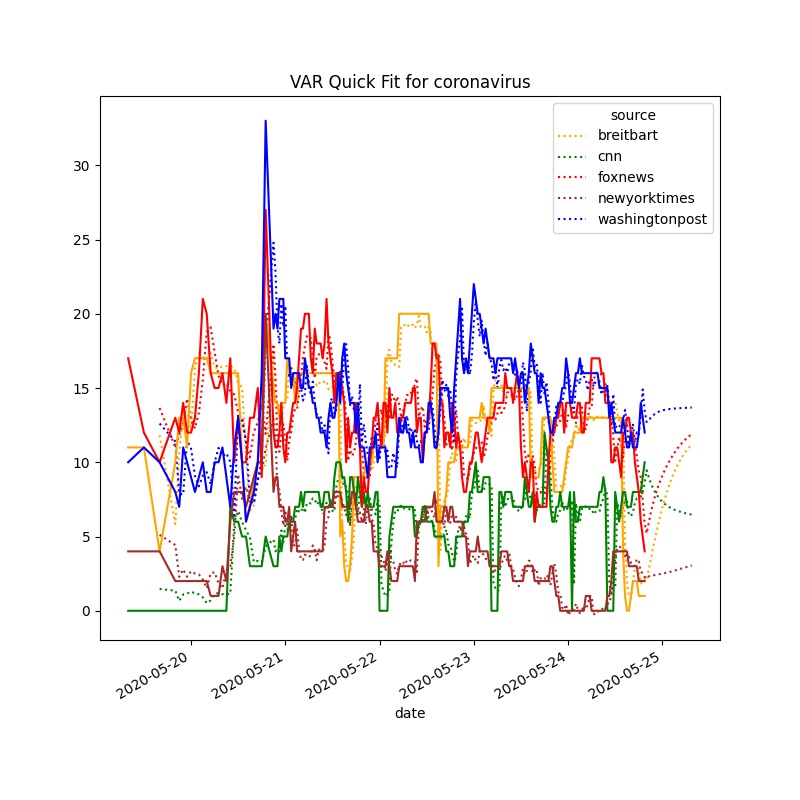 VAR Quick Fit for coronavirus
source
breitbart
cnn
foxnews
newyorktimes
washingtonpost
30
25
20
15
10
5
0
2020-05-20
2020-05-21
2020-05-22
2020-05-23
2020-05-24
2020-05-25
date